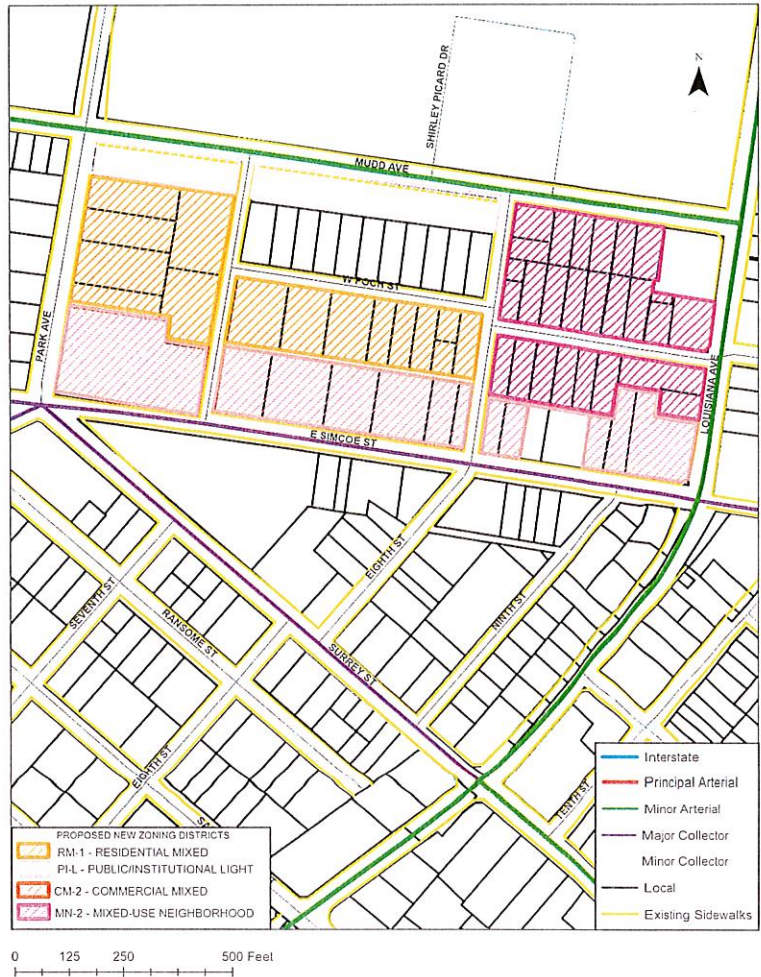 SHIRLEY PICARD DR
N
MUDD AVE
W FOCH ST
PARK AVE
LOUISIANA AVE
E SIMCOE ST
EIGHTH ST
SEVENTH ST
RANSOME ST
NINTH ST
SURREY ST
EIGHTH ST
TENTH ST
PROPOSED NEW ZONING DISTRICTS
RM-1 - RESIDENTIAL MIXED
PI-L - PUBLIC/INSTITUTIONAL LIGHT
CM-2 - COMMERCIAL MIXED
MN-2 - MIXED-USE NEIGHBORHOOD
Interstate
Principal Arterial
Minor Arterial
Major Collector
Minor Collector
Local
Existing Sidewalks
0 125 250 500 Feet